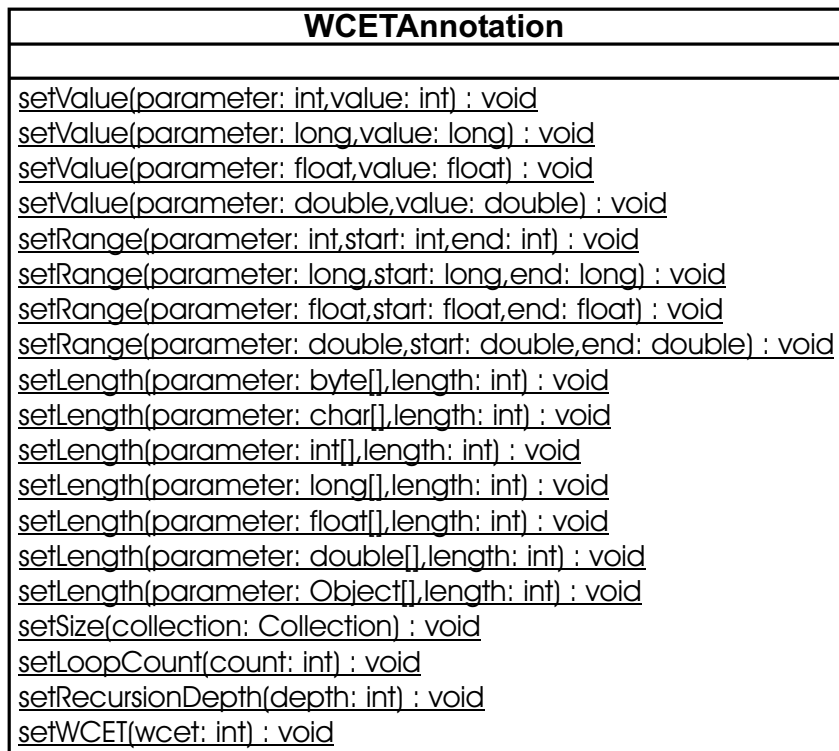 WCETAnnotation
setValue(parameter: int,value: int) : void
setValue(parameter: long,value: long) : void
setValue(parameter: float,value: float) : void
setValue(parameter: double,value: double) : void
setRange(parameter: int,start: int,end: int) : void
setRange(parameter: long,start: long,end: long) : void
setRange(parameter: float,start: float,end: float) : void
setRange(parameter: double,start: double,end: double) : void
setLength(parameter: byte[],length: int) : void
setLength(parameter: char[],length: int) : void
setLength(parameter: int[],length: int) : void
setLength(parameter: long[],length: int) : void
setLength(parameter: float[],length: int) : void
setLength(parameter: double[],length: int) : void
setLength(parameter: Object[],length: int) : void
setSize(collection: Collection) : void
setLoopCount(count: int) : void
setRecursionDepth(depth: int) : void
setWCET(wcet: int) : void